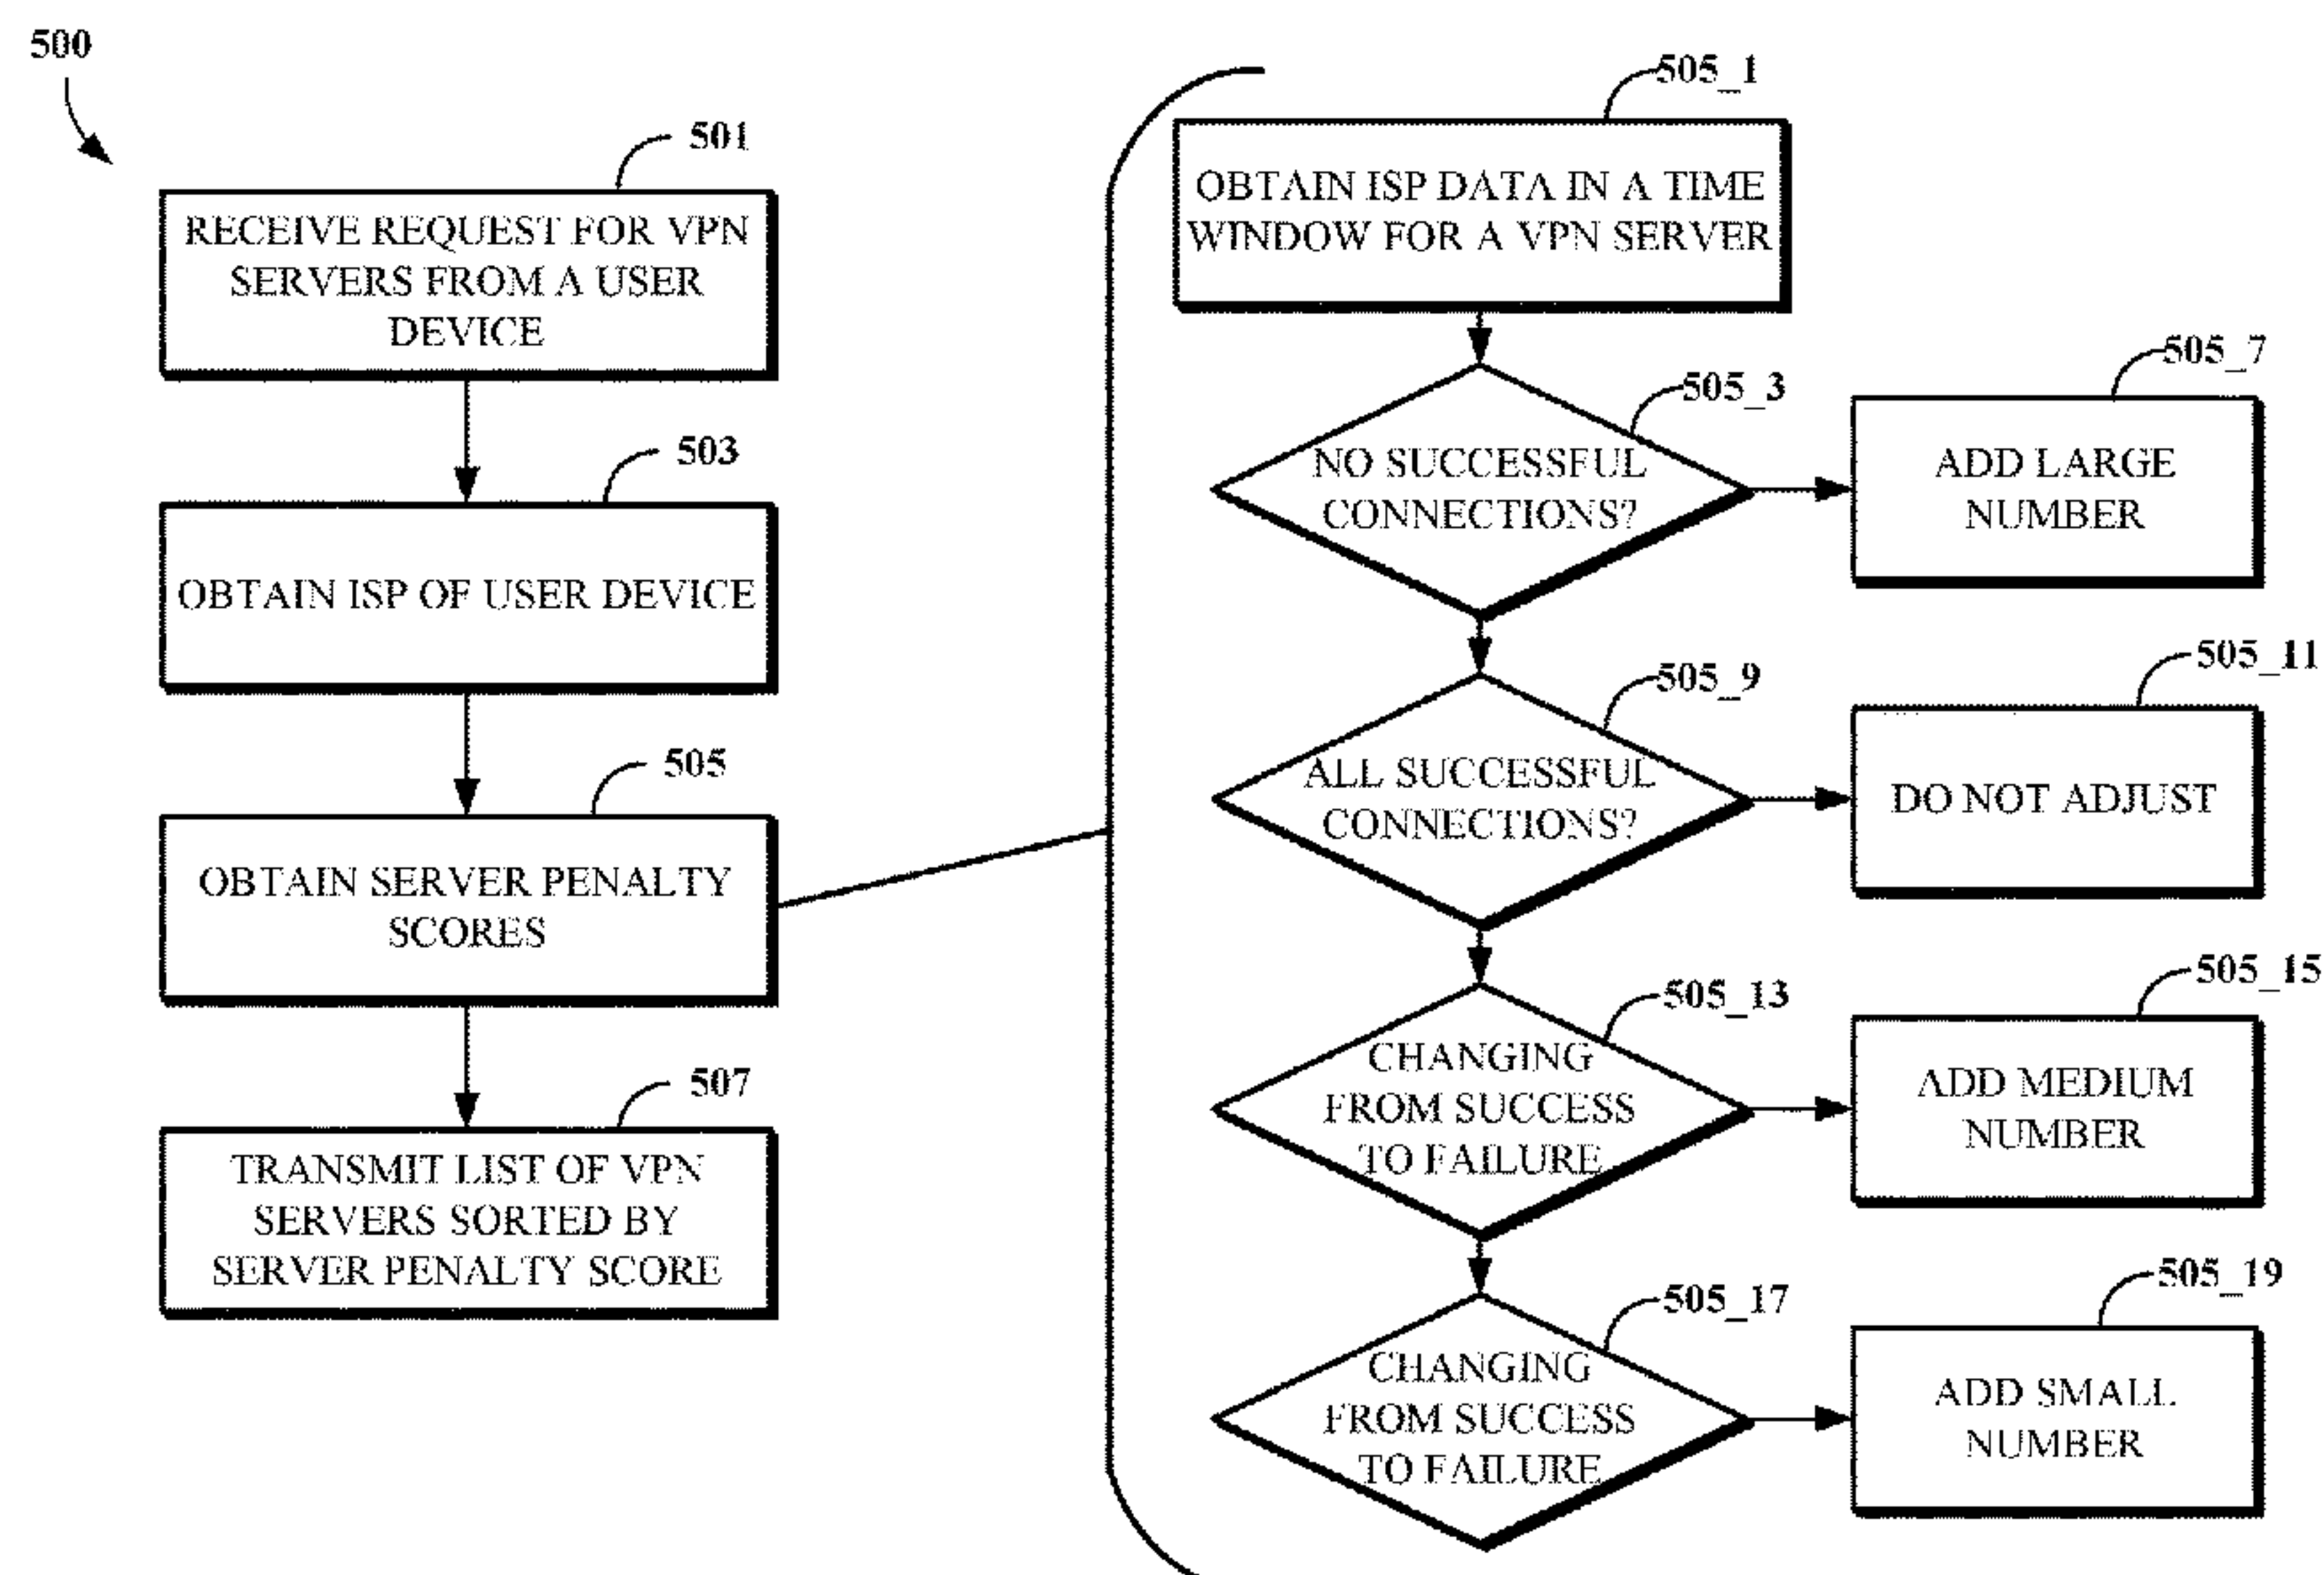 500
501
RECEIVE REQUEST FOR VPN
SERVERS FROM A USER
DEVICE
503
OBTAIN ISP OF USER DEVICE
505
OBTAIN SERVER PENALTY
SCORES
507
TRANSMIT LIST OF VPN
SERVERS SORTED BY
SERVER PENALTY SCORE
505_1
OBTAIN ISP DATA IN A TIME
WINDOW FOR A VPN SERVER
505_3
NO SUCCESSFUL
CONNECTIONS?
505_7
ADD LARGE
NUMBER
505_9
ALL SUCCESSFUL
CONNECTIONS?
505_11
DO NOT ADJUST
505_13
CHANGING
FROM SUCCESS
TO FAILURE
505_15
ADD MEDIUM
NUMBER
505_17
CHANGING
FROM SUCCESS
TO FAILURE
505_19
ADD SMALL
NUMBER